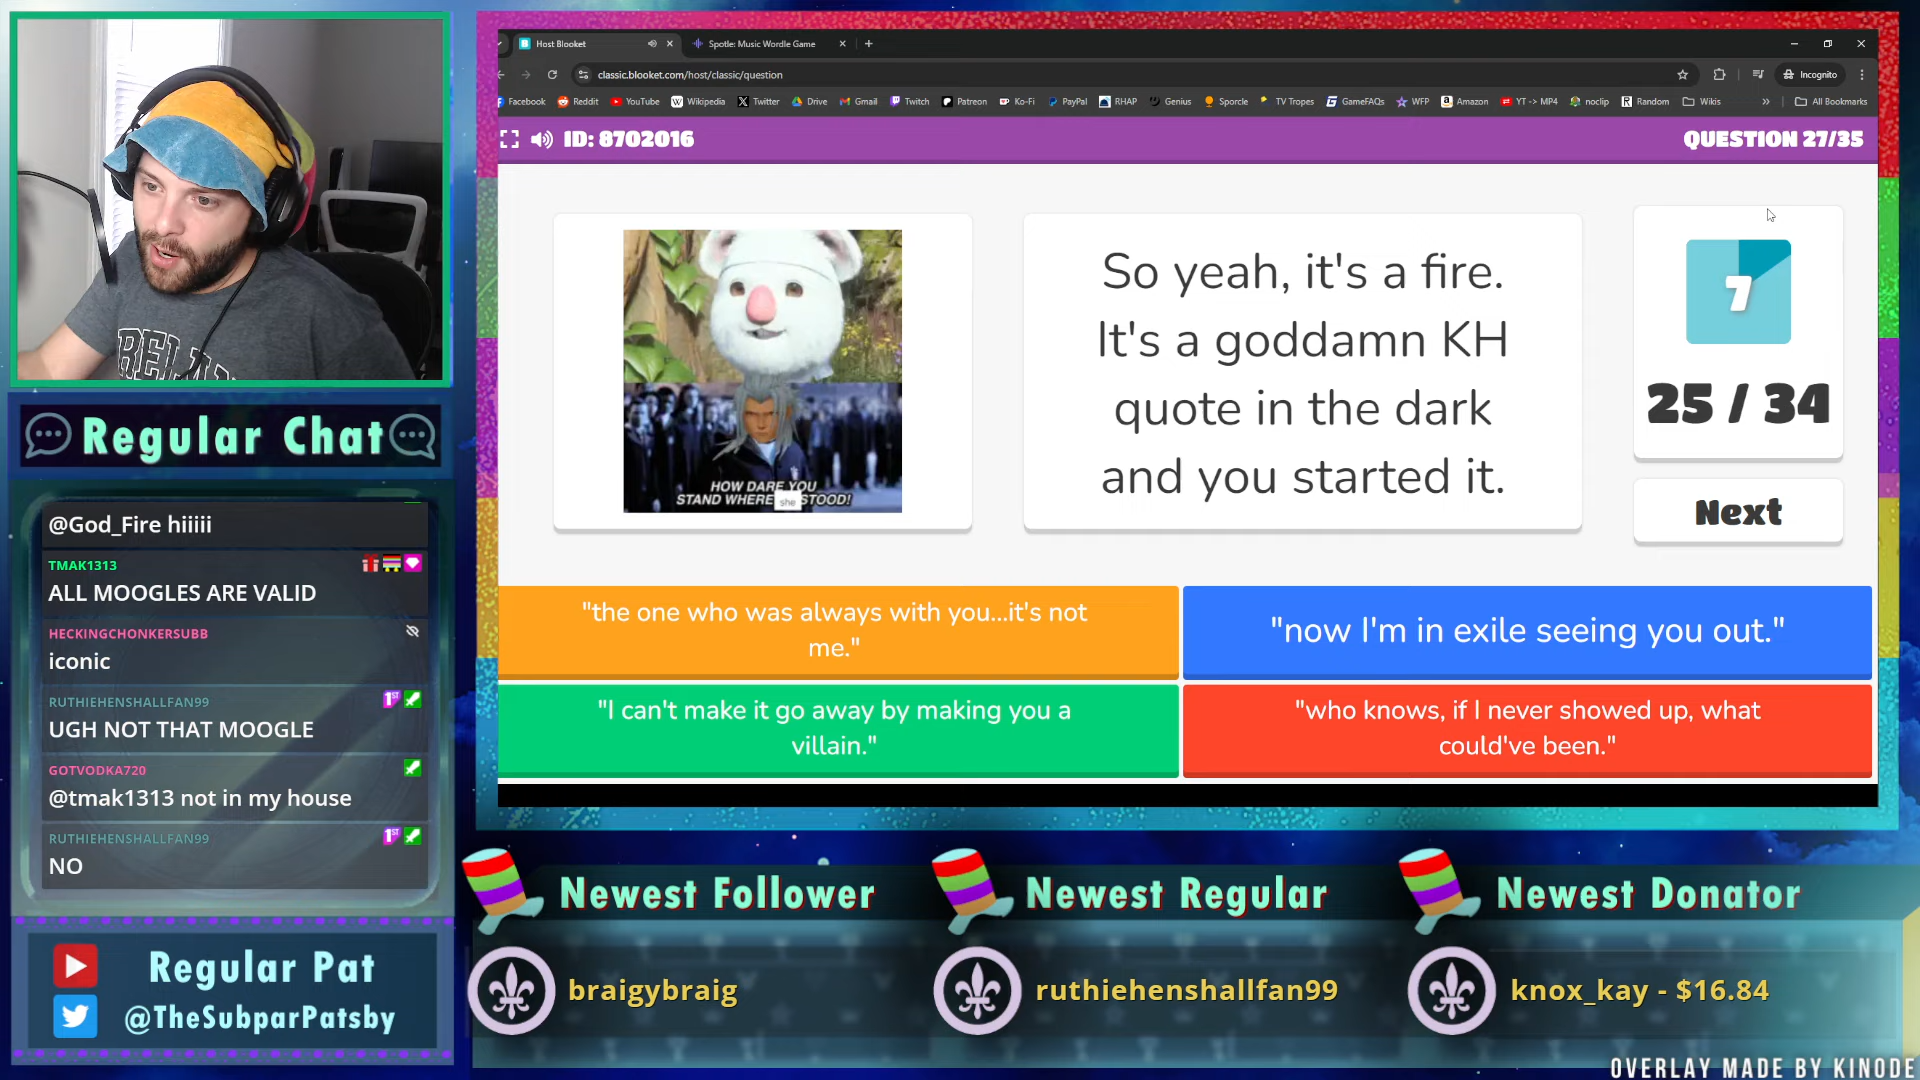 Host Blooket
Spotle: Music Wordle Game
classic.blooket.com/host/classic/question
Incognito
Facebook
Reddit
YouTube
Wikipedia
Twitter
Drive
Gmail
Twitch
Patreon
Ko-Fi
PayPal
RHAP
Genius
Sporcle
TV Tropes
GameFAQs
WFP
Amazon
YT -> MP4
noclip
Random
Wikis
All Bookmarks
ID: 8702016
QUESTION 27/35
HOW DARE YOU
STAND WHERE she STOOD!
So yeah, it's a fire.
It's a goddamn KH
quote in the dark
and you started it.
7
25 / 34
Next
"the one who was always with you...it's not
me."
"now I'm in exile seeing you out."
"I can't make it go away by making you a
villain."
"who knows, if I never showed up, what
could've been."
Regular Chat
@God_Fire hiiiii
TMAK1313
ALL MOOGLES ARE VALID
HECKINGCHONKERSUBB
iconic
RUTHIEHENSHALLFAN99
1ST
UGH NOT THAT MOOGLE
GOTVODKA720
@tmak1313 not in my house
RUTHIEHENSHALLFAN99
1ST
NO
Regular Pat
@TheSubparPatsby
Newest Follower
braigybraig
Newest Regular
ruthiehenshallfan99
Newest Donator
knox_kay - $16.84
OVERLAY MADE BY KINODE